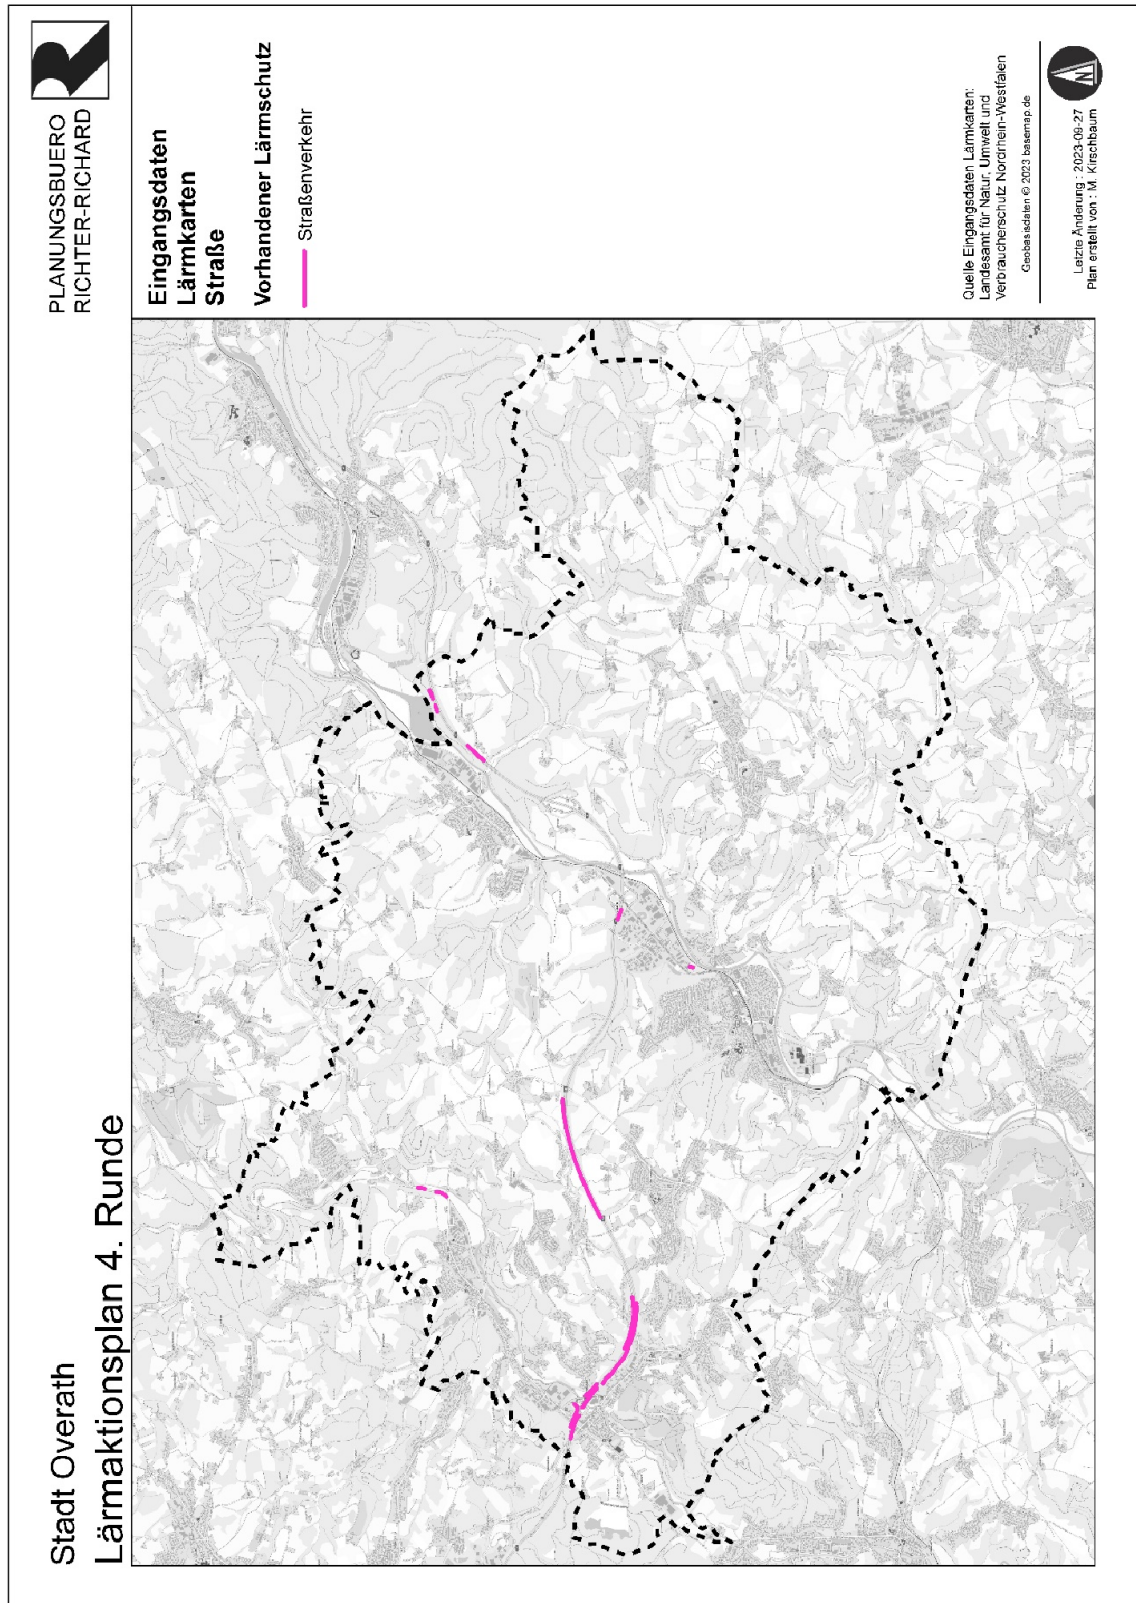 Stadt Overath
Lärmaktionsplan 4. Runde
PLANUNGSBUERO
RICHTER-RICHARD
Eingangsdaten
Lärmkarten
Straße
Vorhandener Lärmschutz
Straßenverkehr
Quelle Eingangsdaten Lärmkarten:
Landesamt für Natur, Umwelt und
Verbraucherschutz Nordrhein-Westfalen
Geobasisdaten © 2023 basemap.de
N
Letzte Änderung : 2023-09-27
Plan erstellt von : M. Kirschbaum